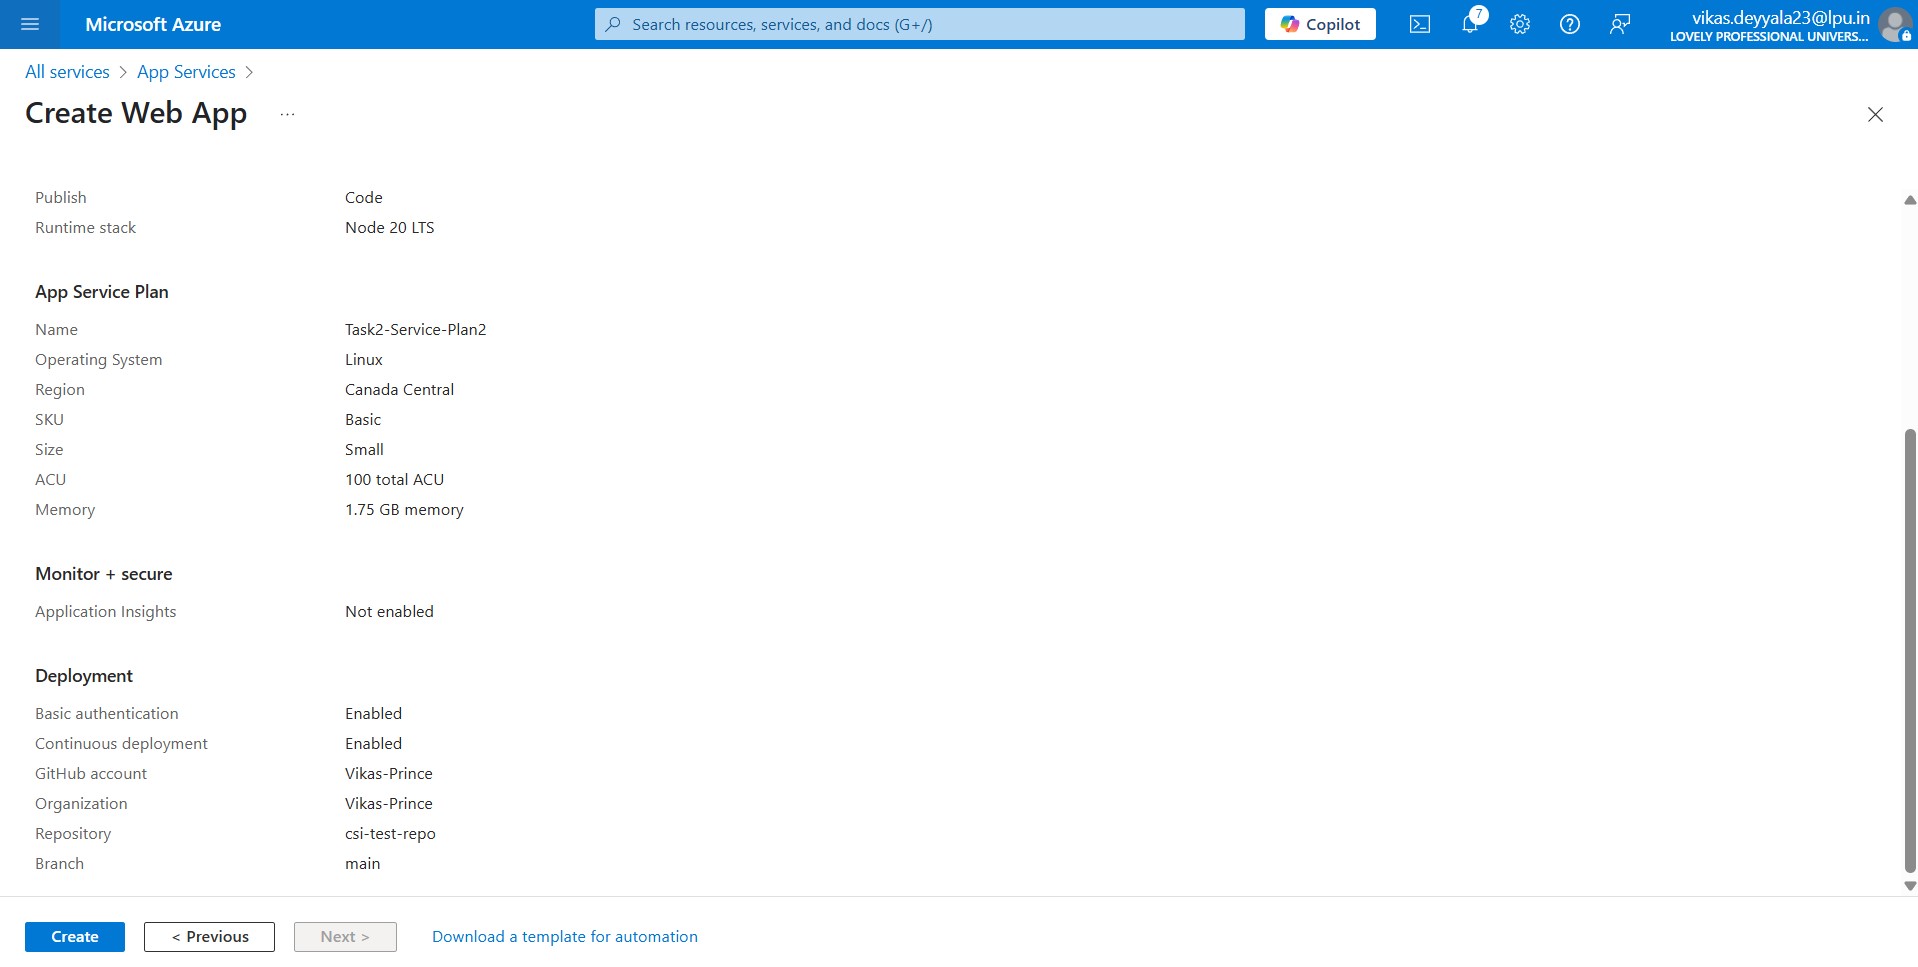 Microsoft Azure
Search resources, services, and docs (G+/)
Copilot
7
vikas.deyyala23@lpu.in
LOVELY PROFESSIONAL UNIVERS...
All services > App Services >
Create Web App ...
Publish Code
Runtime stack Node 20 LTS
App Service Plan
Name Task2-Service-Plan2
Operating System Linux
Region Canada Central
SKU Basic
Size Small
ACU 100 total ACU
Memory 1.75 GB memory
Monitor + secure
Application Insights Not enabled
Deployment
Basic authentication Enabled
Continuous deployment Enabled
GitHub account Vikas-Prince
Organization Vikas-Prince
Repository csi-test-repo
Branch main
Create < Previous Next > Download a template for automation